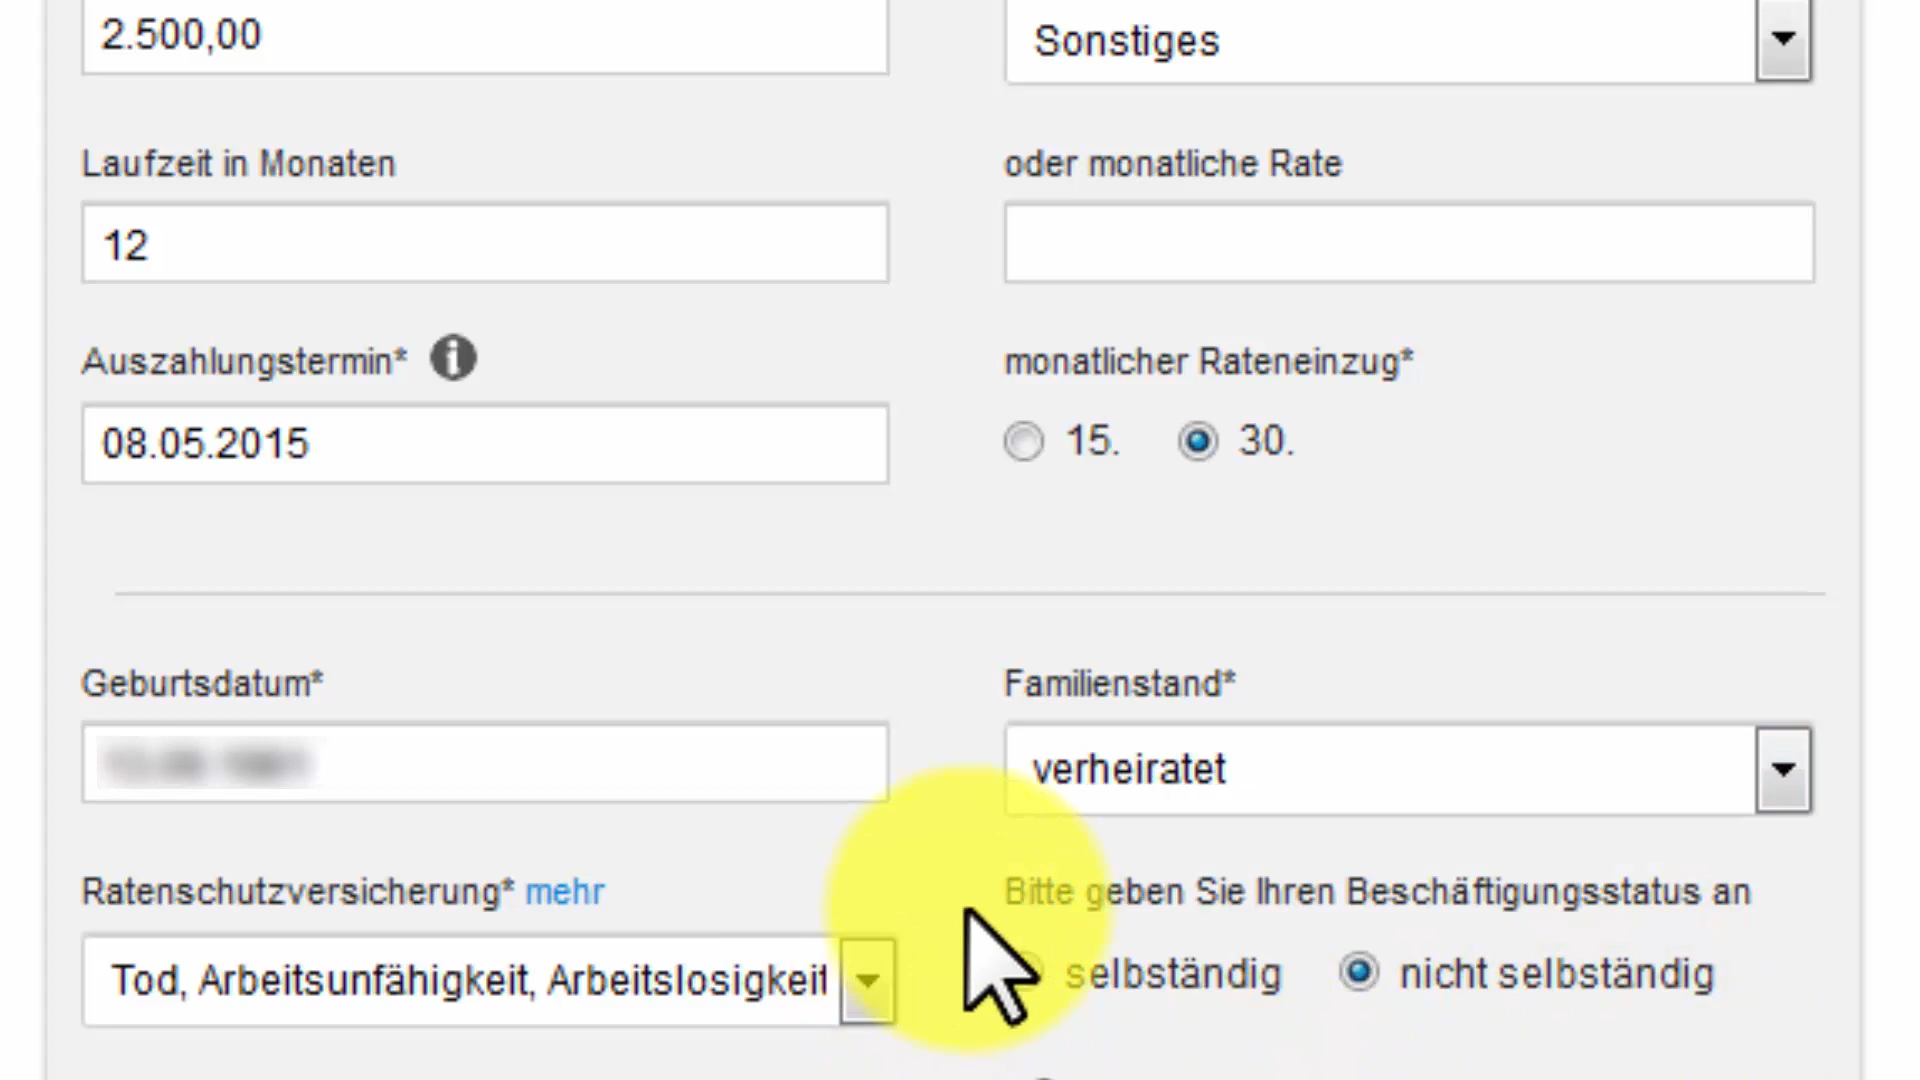 2.500,00
Sonstiges
Laufzeit in Monaten
oder monatliche Rate
12
Auszahlungstermin*
monatlicher Rateneinzug*
08.05.2015
15.
30.
Geburtsdatum*
Familienstand*
verheiratet
Ratenschutzversicherung* mehr
Bitte geben Sie Ihren Beschäftigungsstatus an
Tod, Arbeitsunfähigkeit, Arbeitslosigkeit
selbständig
nicht selbständig